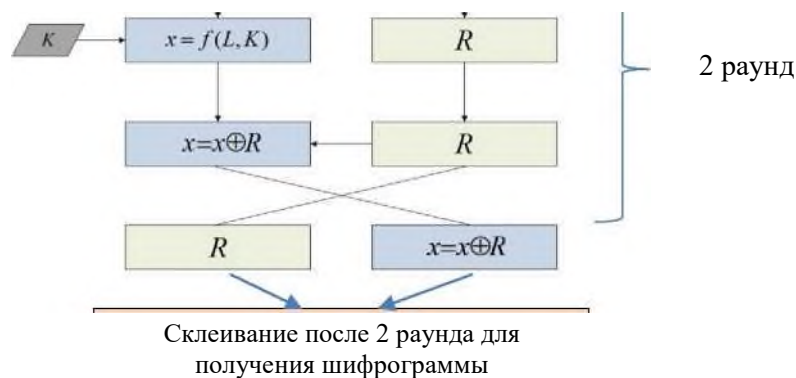 K
x = f(L, K)
R
2 раунд
x=x⊕R
R
R
x=x⊕R
Склеивание после 2 раунда для
получения шифрограммы